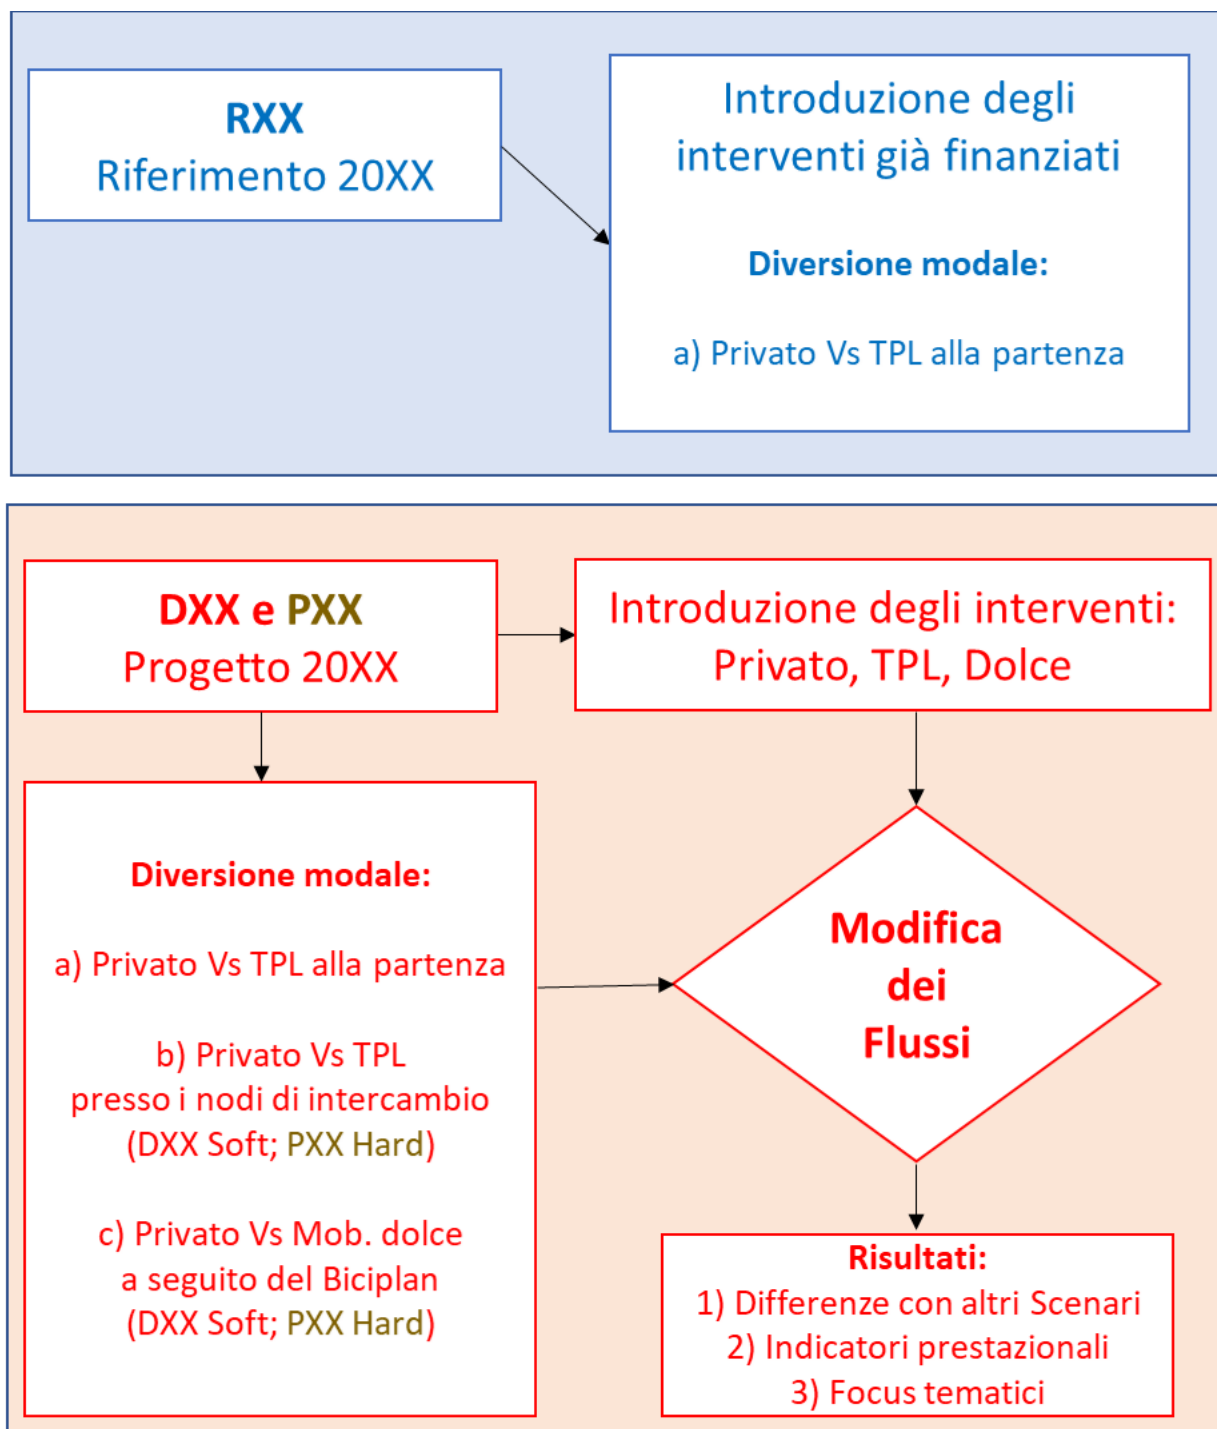 RXX
Riferimento 20XX
Introduzione degli
interventi già finanziati
Diversione modale:
a) Privato Vs TPL alla partenza
DXX e PXX
Progetto 20XX
Introduzione degli interventi:
Privato, TPL, Dolce
Diversione modale:
a) Privato Vs TPL alla partenza
b) Privato Vs TPL
presso i nodi di intercambio
(DXX Soft; PXX Hard)
c) Privato Vs Mob. dolce
a seguito del Biciplan
(DXX Soft; PXX Hard)
Modifica
dei
Flussi
Risultati:
1) Differenze con altri Scenari
2) Indicatori prestazionali
3) Focus tematici